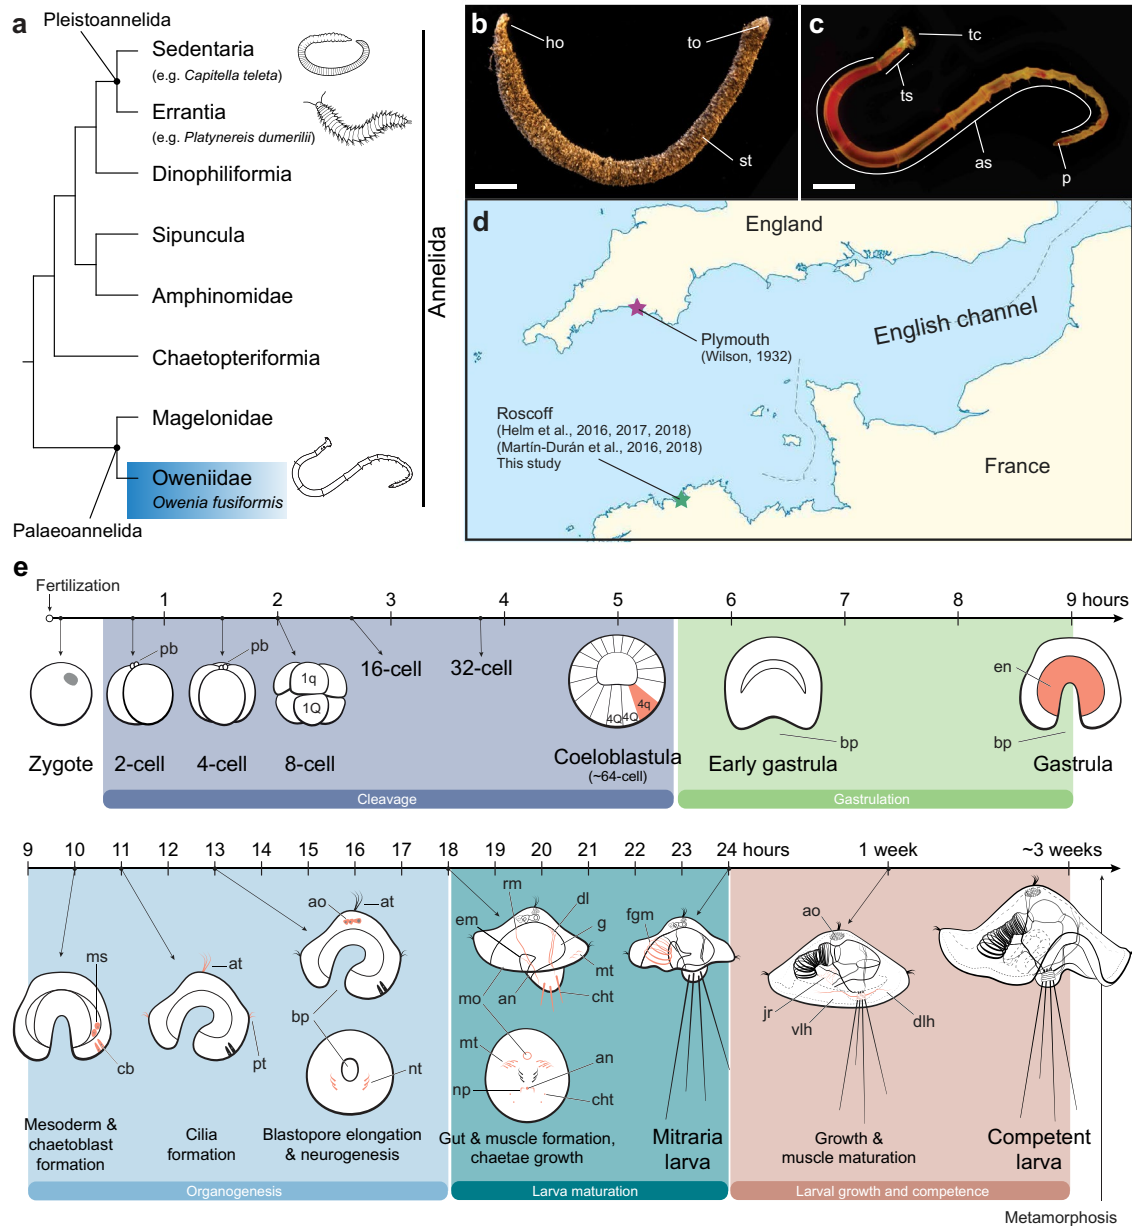 a
Pleistoannelida
Sedentaria
(e.g. Capitella teleta)
Errantia
(e.g. Platynereis dumerilii)
Dinophiliformia
Sipuncula
Amphinomidae
Chaetopteriformia
Magelonidae
Oweniidae
Owenia fusiformis
Palaeoannelida
Annelida
b
ho
to
st
c
tc
ts
as
p
d
England
English channel
Plymouth
(Wilson, 1932)
Roscoff
(Helm et al., 2016, 2017, 2018)
(Martín-Durán et al., 2016, 2018)
This study
France
e
Fertilization
1 2 3 4 5 6 7 8 9 hours
pb
pb
16-cell
32-cell
1q
1Q
4q
4Q
4Q
en
bp
bp
Zygote
2-cell
4-cell
8-cell
Coeloblastula
(~64-cell)
Early gastrula
Gastrula
Cleavage
Gastrulation
9 10 11 12 13 14 15 16 17 18 19 20 21 22 23 24 hours 1 week ~3 weeks
ms
cb
at
pt
ao
at
bp
nt
rm
dl
em
g
mt
mo
an
cht
mt
an
np
cht
fgm
ao
jr
vlh
dlh
Mesoderm &
chaetoblast
formation
Cilia
formation
Blastopore elongation
& neurogenesis
Gut & muscle formation,
chaetae growth
Mitraria
larva
Growth &
muscle maturation
Competent
larva
Organogenesis
Larva maturation
Larval growth and competence
Metamorphosis